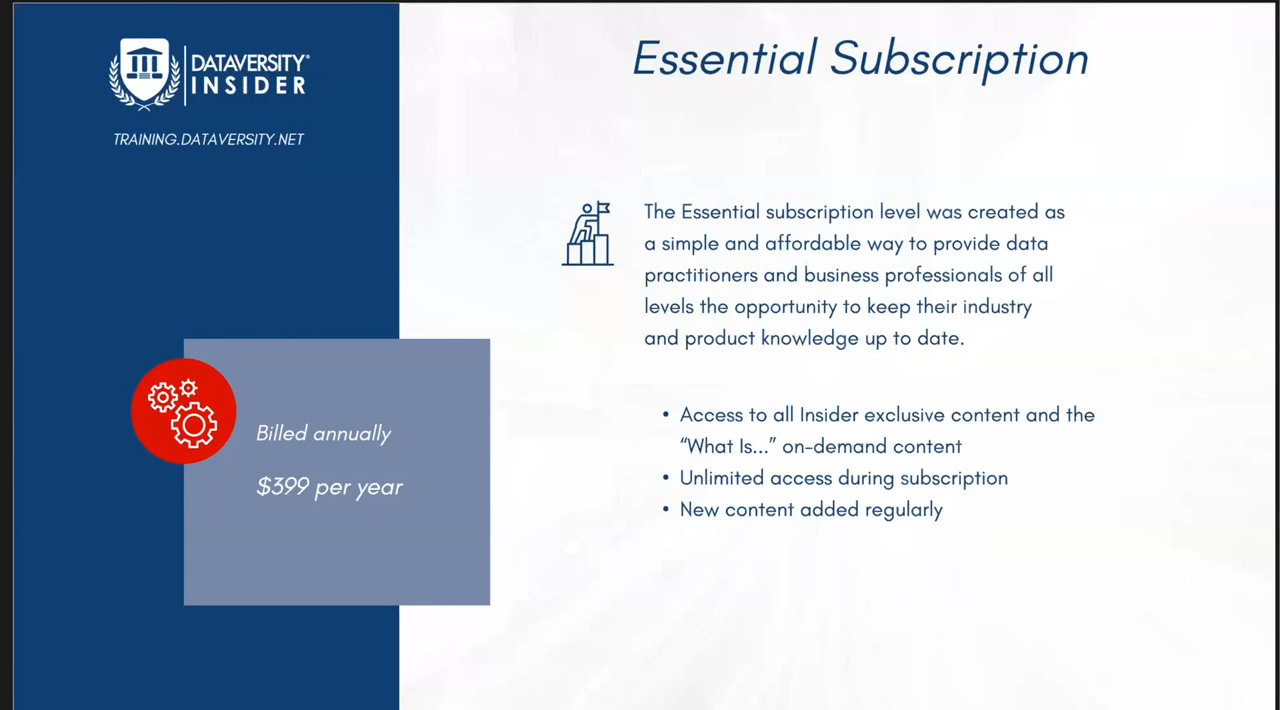 DATAVERSITY®
INSIDER
TRAINING.DATAVERSITY.NET
Essential Subscription
The Essential subscription level was created as
a simple and affordable way to provide data
practitioners and business professionals of all
levels the opportunity to keep their industry
and product knowledge up to date.
Billed annually
$399 per year
• Access to all Insider exclusive content and the
“What Is...” on-demand content
• Unlimited access during subscription
• New content added regularly